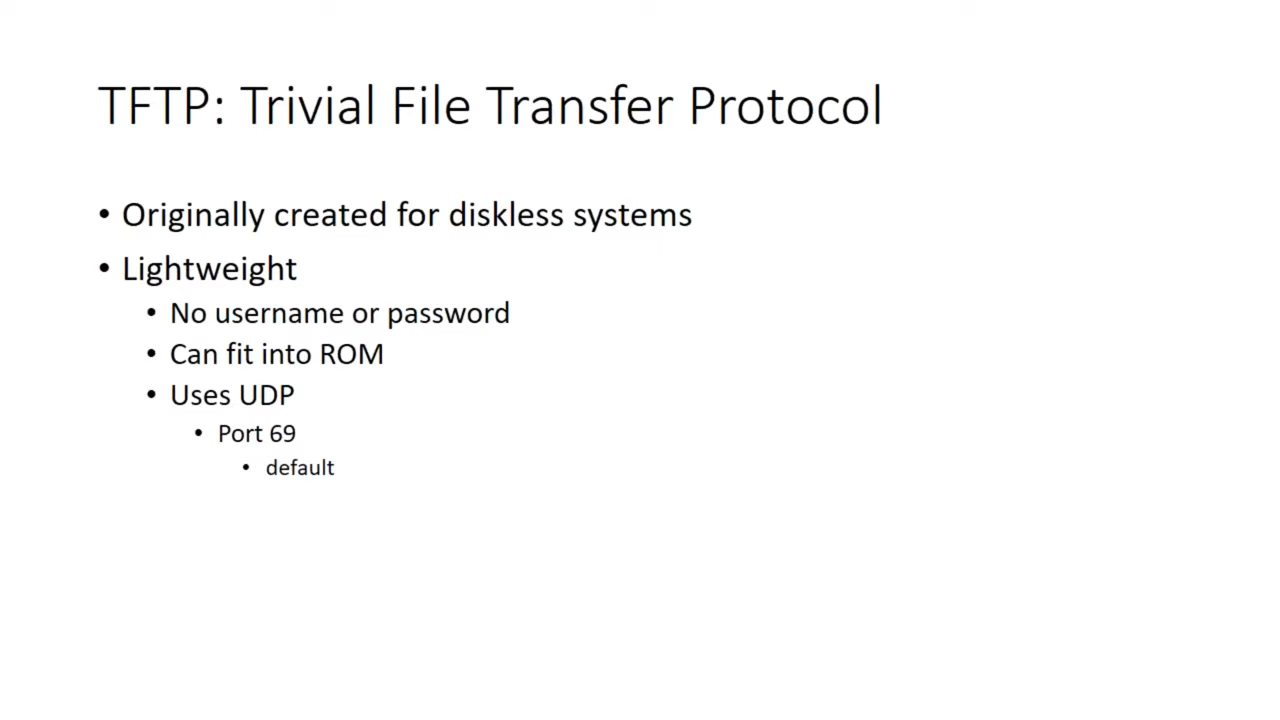 TFTP: Trivial File Transfer Protocol
• Originally created for diskless systems
• Lightweight
• No username or password
• Can fit into ROM
• Uses UDP
• Port 69
• default